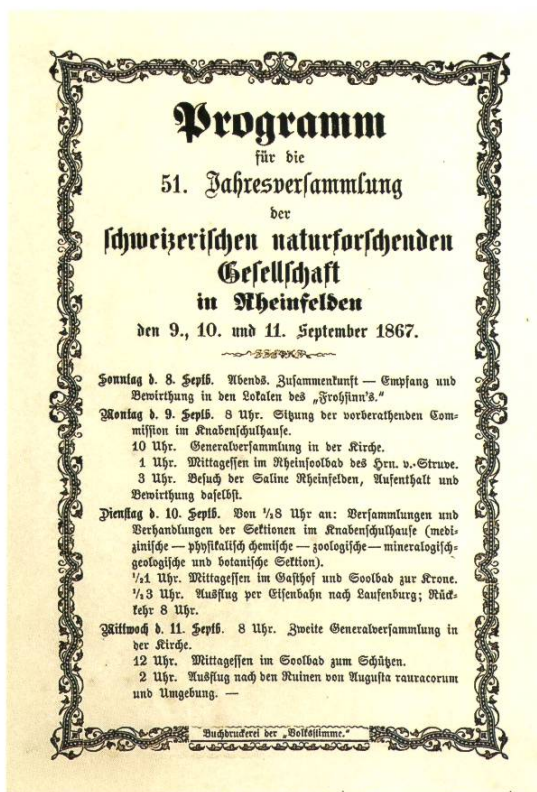 Programm
für die
51. Jahresversammlung
der
schweizerischen naturforschenden
Gesellschaft
in Rheinfelden
den 9., 10. und 11. September 1867.
Sonntag d. 8. Septb. Abends. Zusammenkunft — Empfang und
Bewirthung in den Lokalen des „Frohsinn's."
Montag d. 9. Septb. 8 Uhr. Sitzung der vorberathenden Com-
mission im Knabenschulhause.
10 Uhr. Generalversammlung in der Kirche.
1 Uhr. Mittagessen im Rheinsoolbad des Hrn. v. Struve.
3 Uhr. Besuch der Saline Rheinfelden, Aufenthalt und
Bewirthung daselbst.
Dienstag d. 10. Septb. Von ½8 Uhr an: Versammlungen und
Verhandlungen der Sektionen im Knabenschulhause (medi-
zinische — physikalisch chemische — zoologische — mineralogisch-
geologische und botanische Sektion).
½1 Uhr. Mittagessen im Gasthof und Soolbad zur Krone.
½3 Uhr. Ausflug per Eisenbahn nach Laufenburg; Rück-
kehr 8 Uhr.
Mittwoch d. 11. Septb. 8 Uhr. Zweite Generalversammlung in
der Kirche.
12 Uhr. Mittagessen im Soolbad zum Schützen.
2 Uhr. Ausflug nach den Ruinen von Augusta rauracorum
und Umgebung. —
Buchdruckerei der „Volksstimme."